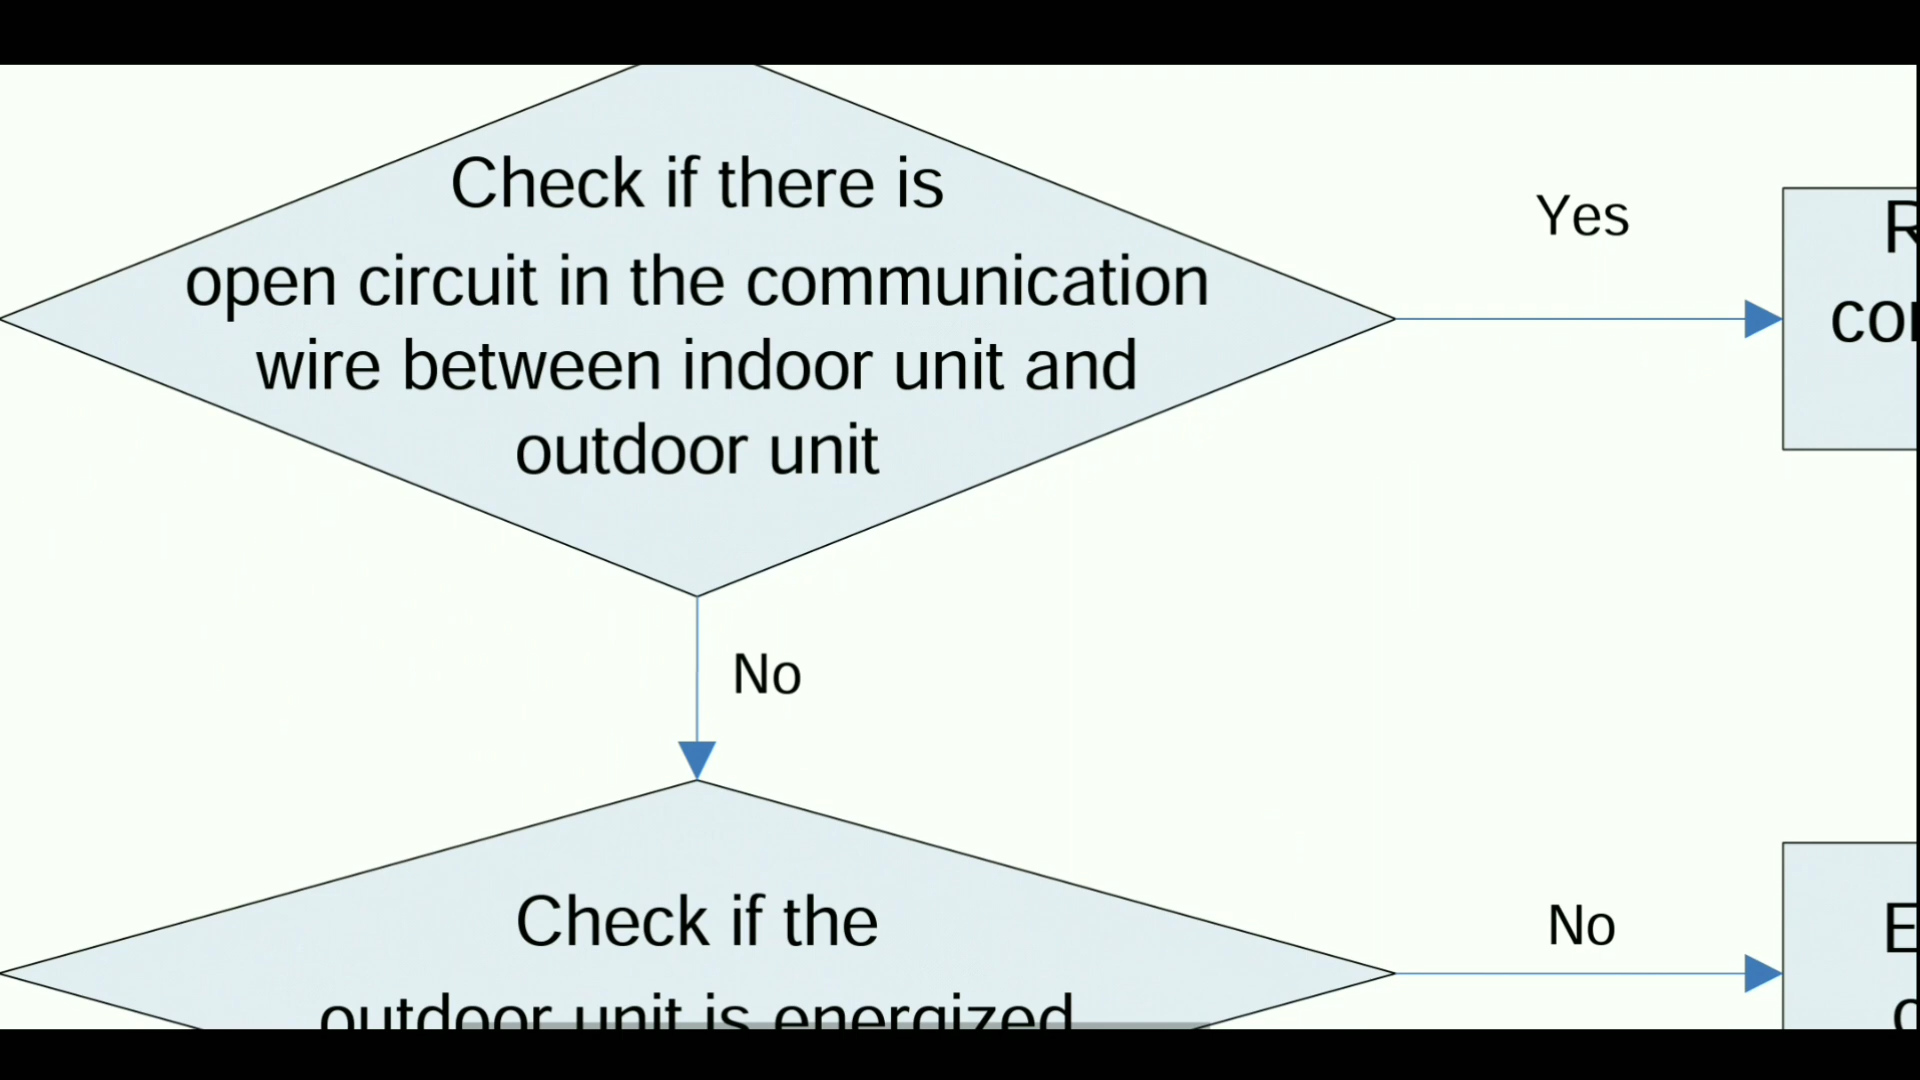 Check if there is
open circuit in the communication
wire between indoor unit and
outdoor unit
Yes
No
Check if the
outdoor unit is energized
No